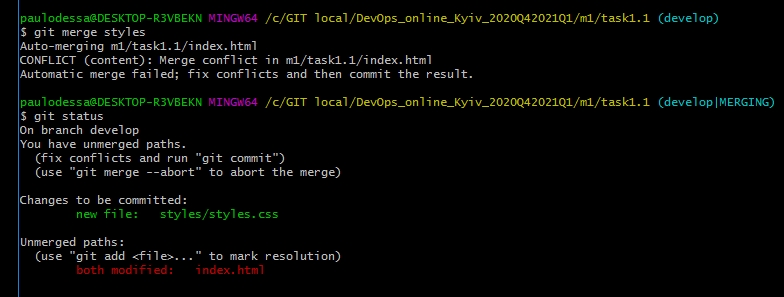 paulodessa@DESKTOP-R3VBEKN MINGW64 /c/GIT local/DevOps_online_Kyiv_2020Q42021Q1/m1/task1.1 (develop)
$ git merge styles
Auto-merging m1/task1.1/index.html
CONFLICT (content): Merge conflict in m1/task1.1/index.html
Automatic merge failed; fix conflicts and then commit the result.

paulodessa@DESKTOP-R3VBEKN MINGW64 /c/GIT local/DevOps_online_Kyiv_2020Q42021Q1/m1/task1.1 (develop|MERGING)
$ git status
On branch develop
You have unmerged paths.
  (fix conflicts and run "git commit")
  (use "git merge --abort" to abort the merge)

Changes to be committed:
        new file:   styles/styles.css

Unmerged paths:
  (use "git add <file>..." to mark resolution)
        both modified:   index.html